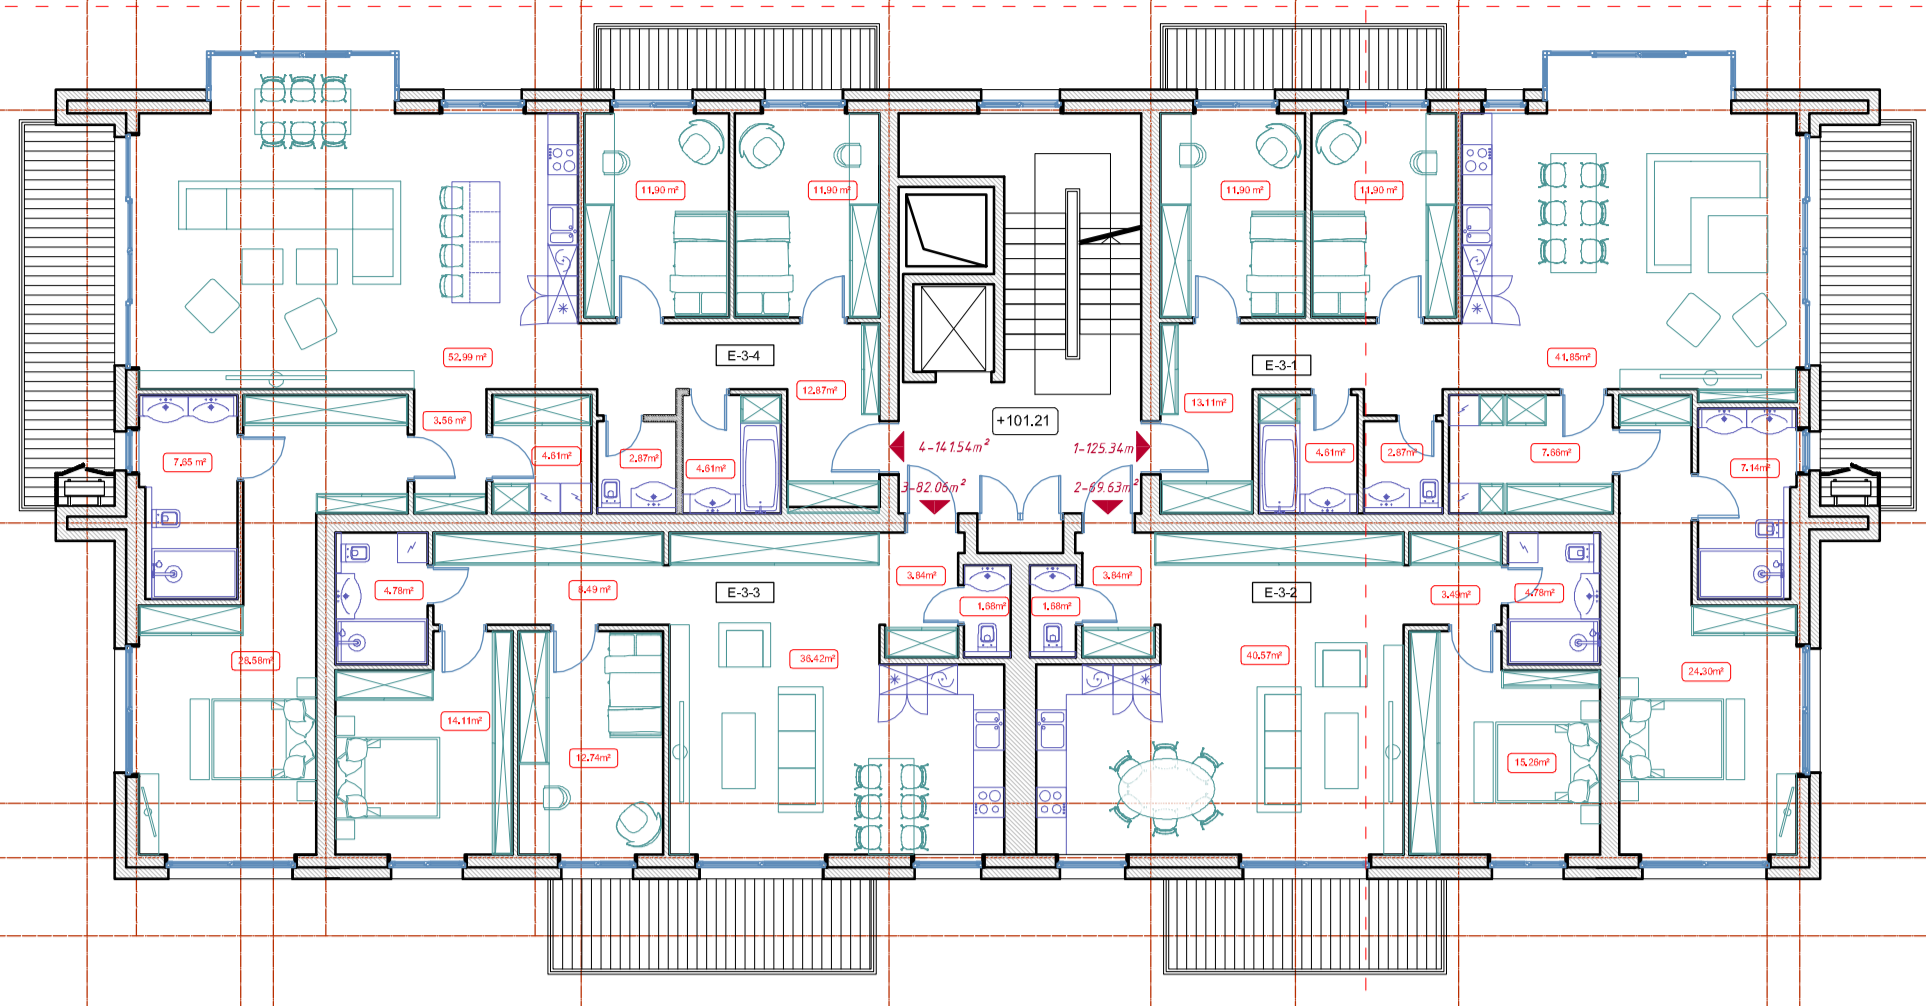 11.90 m²
11.90 m²
11.90 m²
11.90 m²
52.99 m²
E-3-4
E-3-1
41.85m²
12.87m²
13.11m²
3.56 m²
+101.21
4-141.54m²
1-125.34m²
7.65 m²
4.61m²
2.87m²
4.61m²
4.61m²
2.87m²
7.66m²
7.14m²
3-82.06m²
2-69.63m²
4.78m²
8.49 m²
E-3-3
3.84m²
1.68m²
1.68m²
3.84m²
E-3-2
3.49m²
4.78m²
28.58m²
36.42m²
40.57m²
24.30m²
14.11m²
12.74m²
15.26m²